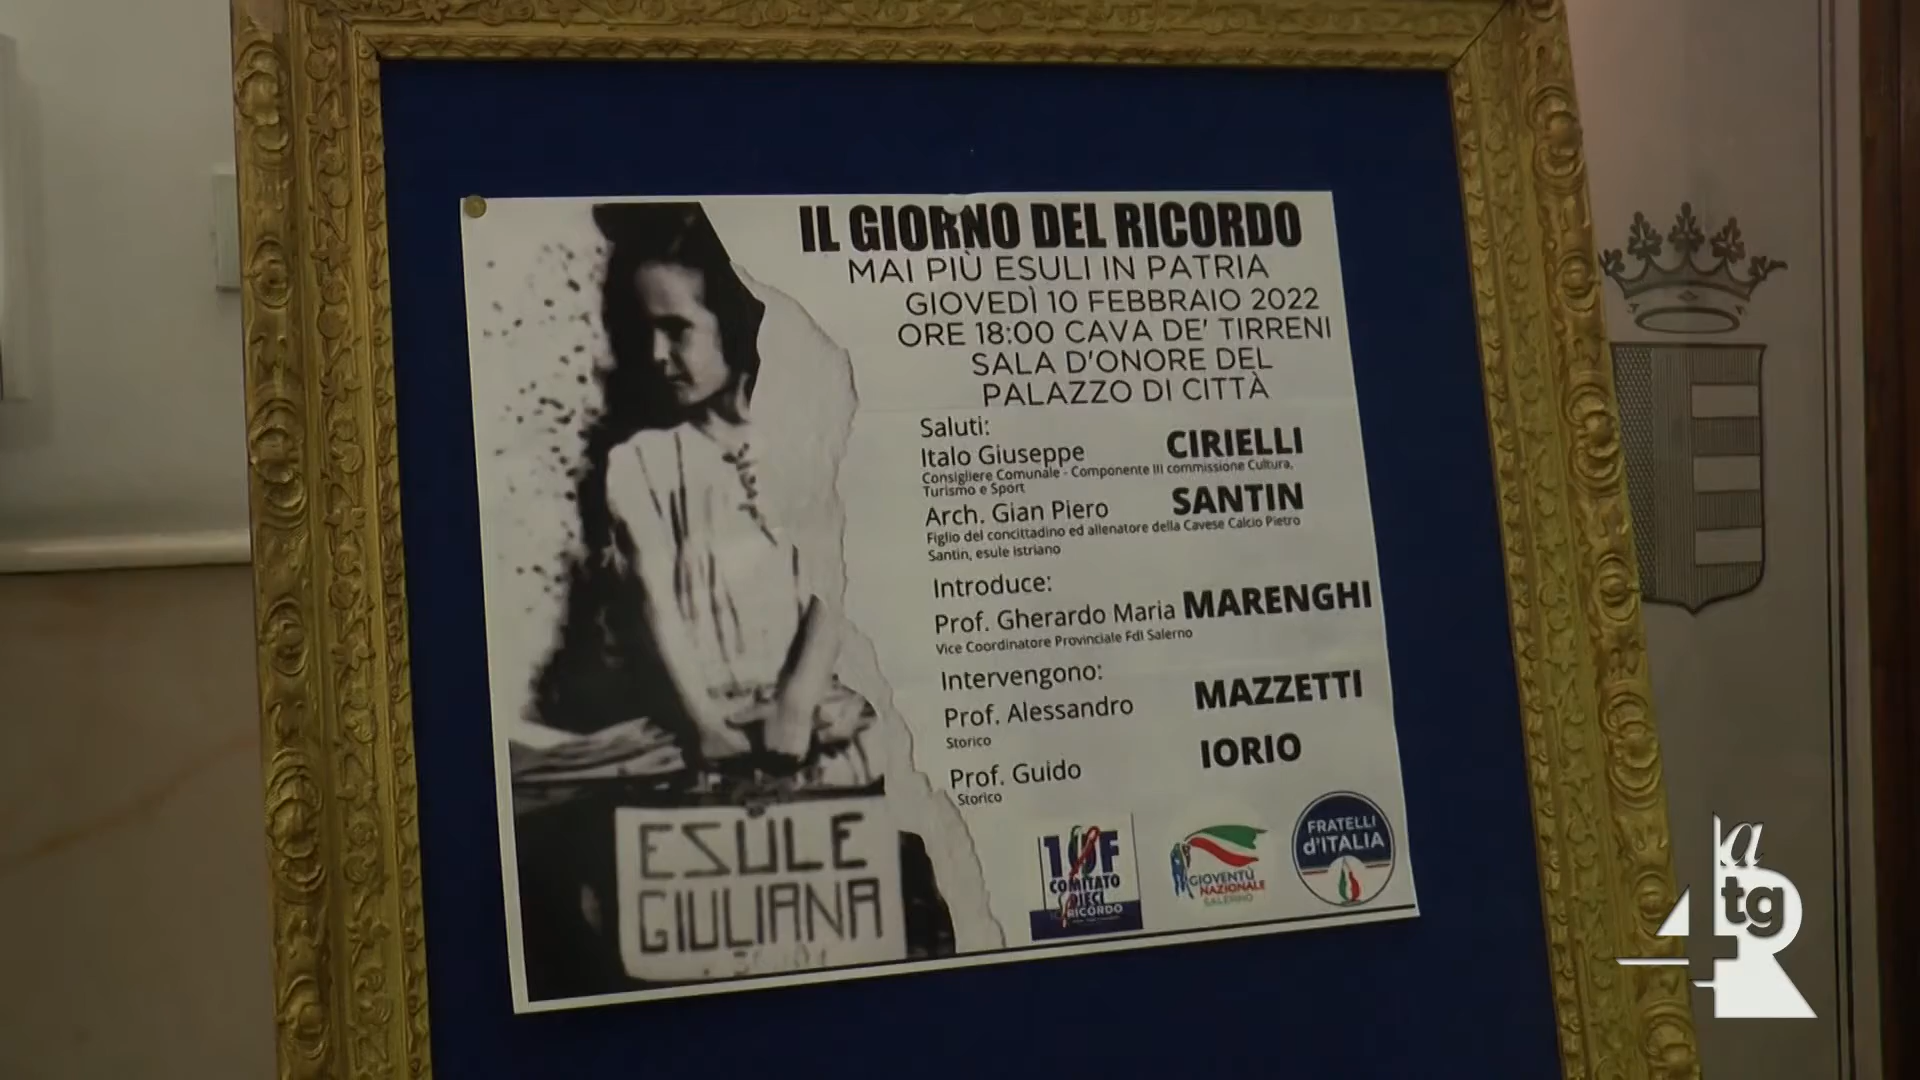 IL GIORNO DEL RICORDO
MAI PIÙ ESULI IN PATRIA
GIOVEDÌ 10 FEBBRAIO 2022
ORE 18:00 CAVA DE' TIRRENI
SALA D'ONORE DEL
PALAZZO DI CITTÀ
Saluti:
Italo Giuseppe CIRIELLI
Consigliere Comunale - Componente III commissione Cultura,
Turismo e Sport
Arch. Gian Piero SANTIN
Figlio del concittadino ed allenatore della Cavese Calcio Pietro
Santin, esule istriano
Introduce:
Prof. Gherardo Maria MARENGHI
Vice Coordinatore Provinciale FdI Salerno
Intervengono:
Prof. Alessandro MAZZETTI
Storico
Prof. Guido IORIO
Storico
ESULE
GIULIANA
10F
COMITATO
DIECI
RICORDO
GIOVENTÙ
NAZIONALE
SALERNO
FRATELLI
d'ITALIA
la
tg
4R